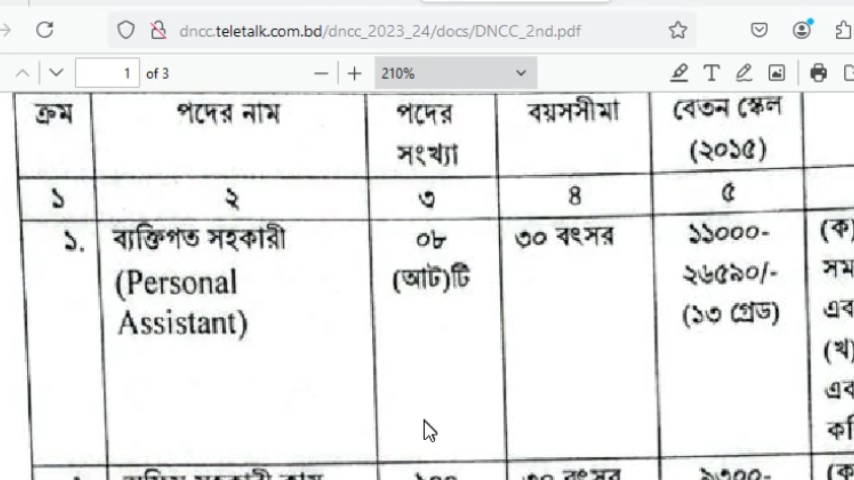 dncc.teletalk.com.bd/dncc_2023_24/docs/DNCC_2nd.pdf
1 of 3
210%
ক্রম
পদের নাম
পদের
সংখ্যা
বয়সসীমা
বেতন স্কেল
(২০১৫)
১
২
৩
৪
৫
১.
ব্যক্তিগত সহকারী
(Personal
Assistant)
০৮
(আট)টি
৩০ বৎসর
১১০০০-
২৬৫৯০/-
(১৩ গ্রেড)
(ক)
সম
এব
(খ)
এব
৩০ বৎসর